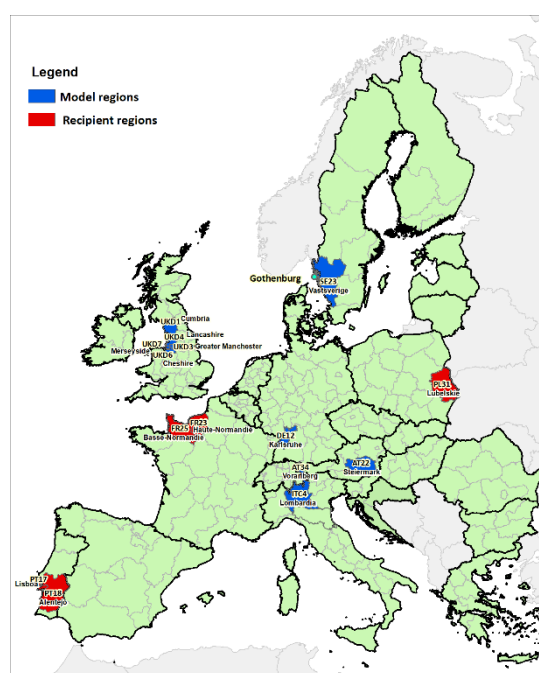 Legend
Model regions
Recipient regions
Gothenburg
SE23
Vastsverige
UKD1 Cumbria
Lancashire
UKD4
UKD7
UKD3 Greater Manchester
Merseyside
UKD6
Cheshire
PL31
Lubelskie
FR23
FR25 Haute-Normandie
Basse-Normandie
DE12
Karlsruhe
AT34
Vorarlberg
AT22
Steiermark
ITC4
Lombardia
PT17
Lisboa
PT18
Alentejo